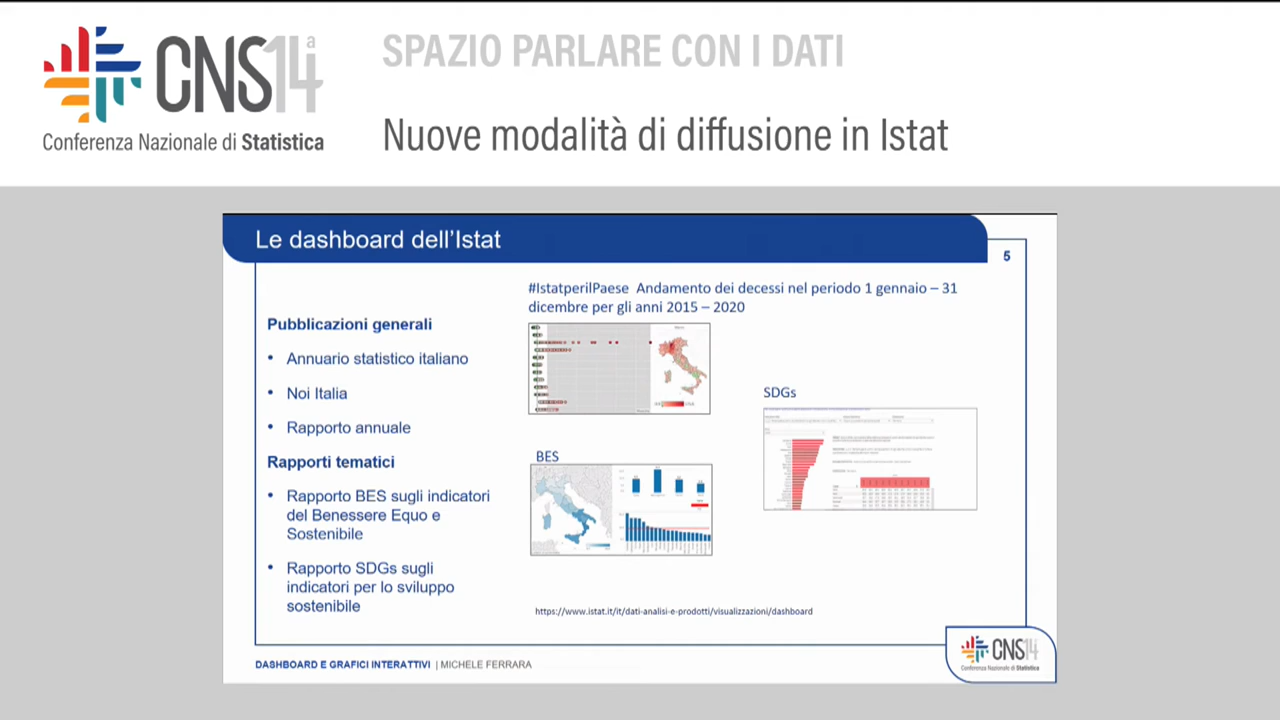 CNS14ª
Conferenza Nazionale di Statistica
SPAZIO PARLARE CON I DATI
Nuove modalità di diffusione in Istat
Le dashboard dell'Istat
5
Pubblicazioni generali
• Annuario statistico italiano
• Noi Italia
• Rapporto annuale
Rapporti tematici
• Rapporto BES sugli indicatori
del Benessere Equo e
Sostenibile
• Rapporto SDGs sugli
indicatori per lo sviluppo
sostenibile
#IstatperilPaese Andamento dei decessi nel periodo 1 gennaio – 31
dicembre per gli anni 2015 – 2020
BES
SDGs
https://www.istat.it/it/dati-analisi-e-prodotti/visualizzazioni/dashboard
DASHBOARD E GRAFICI INTERATTIVI | MICHELE FERRARA
CNS14
Conferenza Nazionale di Statistica